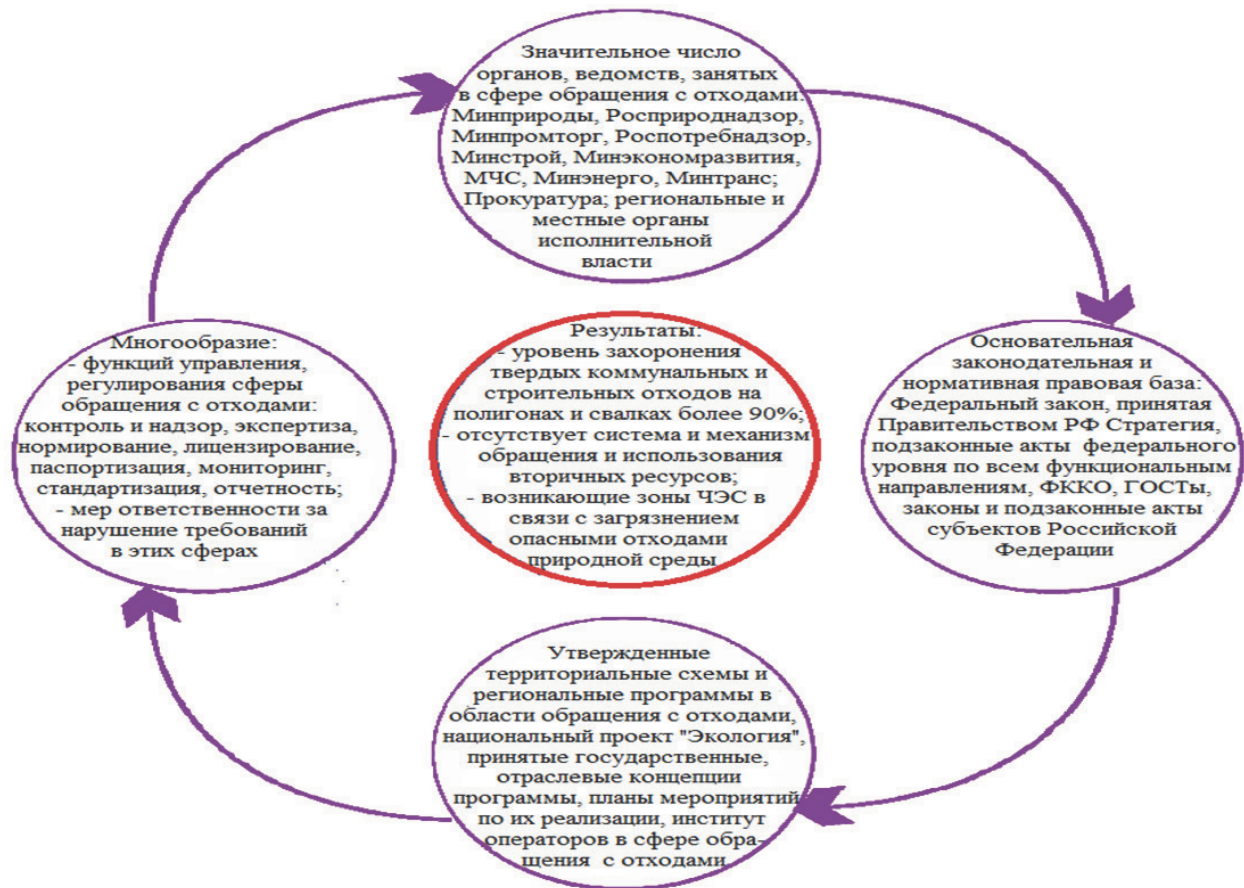 Значительное число
органов, ведомств, занятых
в сфере обращения с отходами:
Минприроды, Росприроднадзор,
Минпромторг, Роспотребнадзор,
Минстрой, Минэкономразвития,
МЧС, Минэнерго, Минтранс;
Прокуратура; региональные и
местные органы
исполнительной
власти
Многообразие:
- функций управления,
регулирования сферы
обращения с отходами:
контроль и надзор, экспертиза,
нормирование, лицензирование,
паспортизация, мониторинг,
стандартизация, отчетность;
- мер ответственности за
нарушение требований
в этих сферах
Результаты:
- уровень захоронения
твердых коммунальных и
строительных отходов на
полигонах и свалках более 90%;
- отсутствует система и механизм
обращения и использования
вторичных ресурсов;
- возникающие зоны ЧЭС в
связи с загрязнением
опасными отходами
природной среды
Основательная
законодательная и
нормативная правовая база:
Федеральный закон, принятая
Правительством РФ Стратегия,
подзаконные акты федерального
уровня по всем функциональным
направлениям, ФККО, ГОСТы,
законы и подзаконные акты
субъектов Российской
Федерации
Утвержденные
территориальные схемы и
региональные программы в
области обращения с отходами,
национальный проект "Экология",
принятые государственные,
отраслевые концепции
программы, планы мероприятий
по их реализации, институт
операторов в сфере обра-
щения с отходами